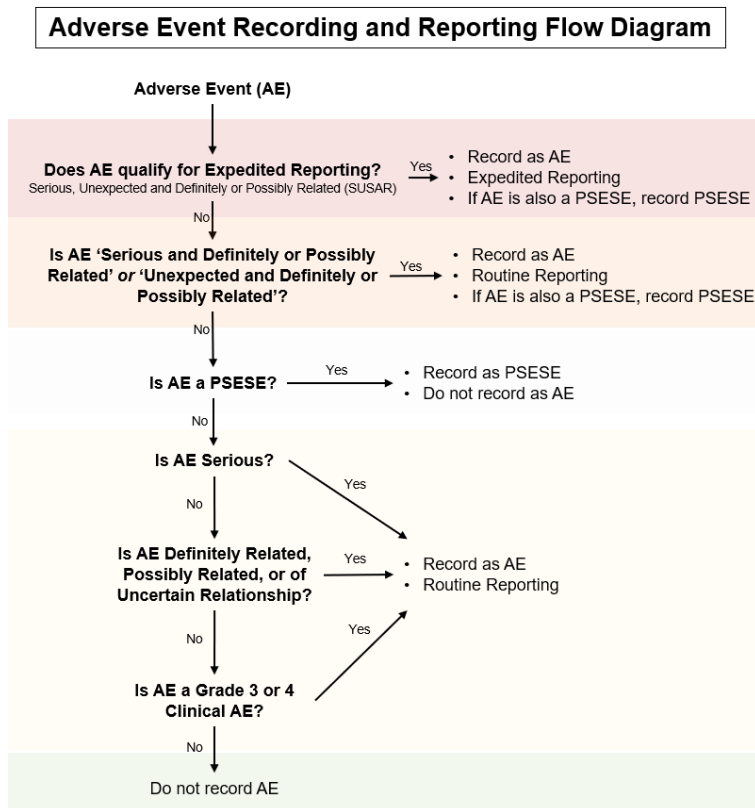 Adverse Event Recording and Reporting Flow Diagram
Adverse Event (AE)
Does AE qualify for Expedited Reporting?
Serious, Unexpected and Definitely or Possibly Related (SUSAR)
Yes
• Record as AE
• Expedited Reporting
• If AE is also a PSESE, record PSESE
No
Is AE ‘Serious and Definitely or Possibly
Related’ or ‘Unexpected and Definitely or
Possibly Related’?
Yes
• Record as AE
• Routine Reporting
• If AE is also a PSESE, record PSESE
No
Is AE a PSESE?
Yes
• Record as PSESE
• Do not record as AE
No
Is AE Serious?
Yes
No
Is AE Definitely Related,
Possibly Related, or of
Uncertain Relationship?
Yes
• Record as AE
• Routine Reporting
No
Yes
Is AE a Grade 3 or 4
Clinical AE?
No
Do not record AE